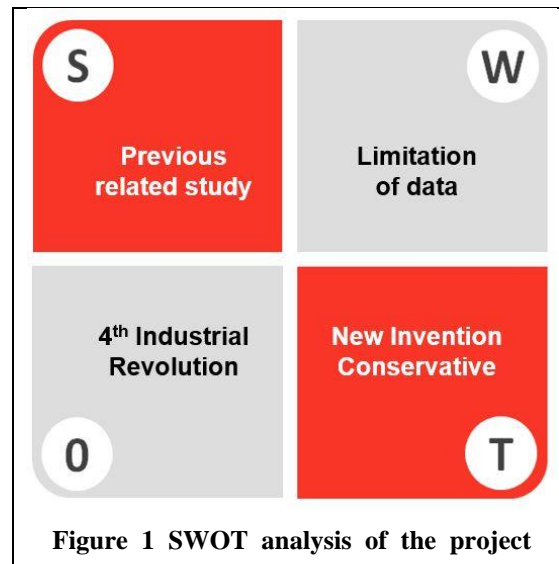 S
W
Previous
related study
Limitation
of data
4th Industrial
Revolution
New Invention
Conservative
0
T
Figure 1 SWOT analysis of the project